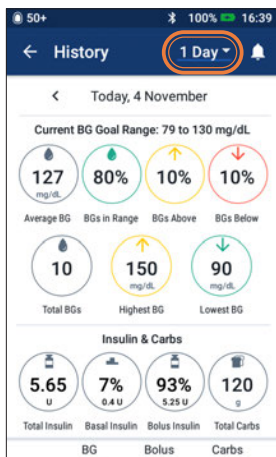 50+ 100% 16:39
← History 1 Day
< Today, 4 November
Current BG Goal Range: 79 to 130 mg/dL
127 80% 10% 10%
mg/dL
Average BG BGs in Range BGs Above BGs Below
10 150 90
mg/dL mg/dL
Total BGs Highest BG Lowest BG
Insulin & Carbs
5.65 7% 93% 120
U 0.4 U 5.25 U g
Total Insulin Basal Insulin Bolus Insulin Total Carbs
BG Bolus Carbs